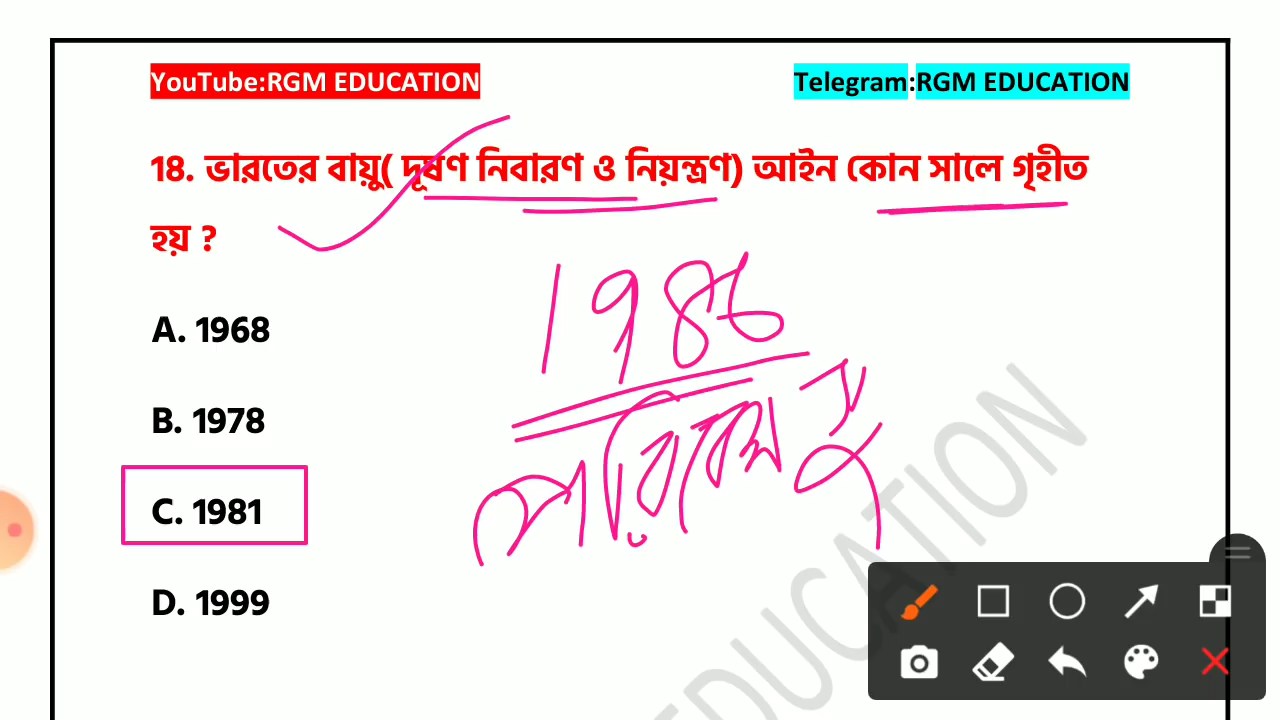 YouTube:RGM EDUCATION
Telegram:RGM EDUCATION
18. ভারতের বায়ু( দূষণ নিবারণ ও নিয়ন্ত্রণ) আইন কোন সালে গৃহীত
হয় ?
1986
A. 1968
B. 1978
C. 1981
D. 1999
EDUCATION